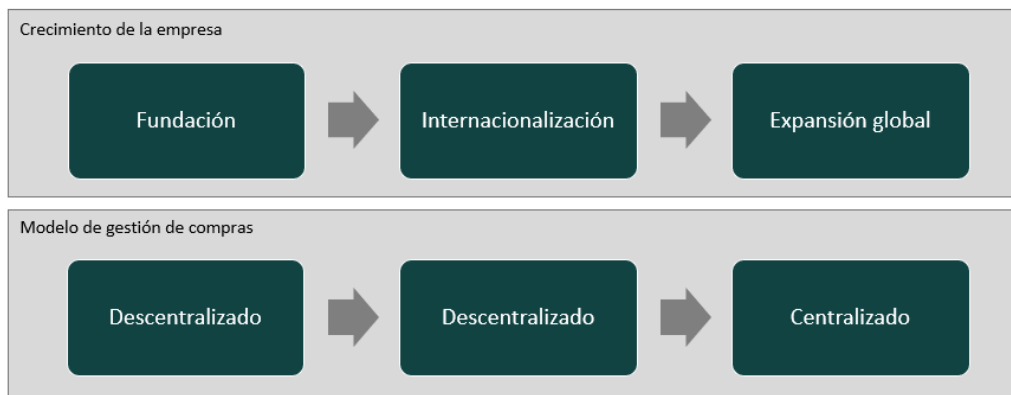 Crecimiento de la empresa
Fundación
Internacionalización
Expansión global
Modelo de gestión de compras
Descentralizado
Descentralizado
Centralizado